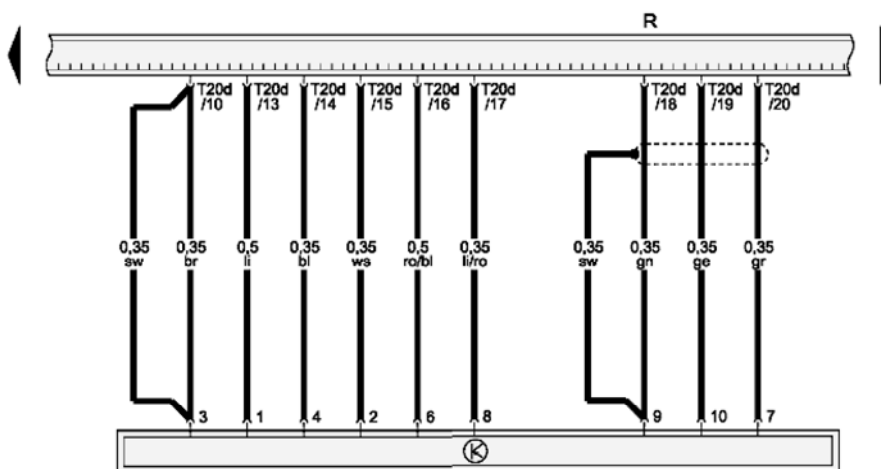 R
T20d T20d T20d T20d T20d T20d T20d T20d T20d
/10 /13 /14 /15 /16 /17 /18 /19 /20
0,35 0,35 0,5 0,35 0,35 0,5 0,35 0,35 0,35 0,35 0,35
sw br li bl ws ro/bl li/ro sw gn ge gr
3 1 4 2 6 8 9 10 7
K